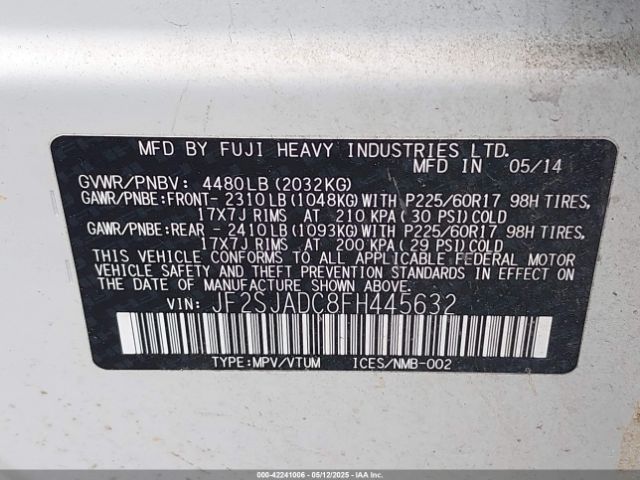 MFD BY FUJI HEAVY INDUSTRIES LTD.
MFD IN 05/14
GVWR/PNBV: 4480LB (2032KG)
GAWR/PNBE:FRONT- 2310LB (1048KG)WITH P225/60R17 98H TIRES,
17X7J RIMS AT 210 KPA (30 PSI)COLD
GAWR/PNBE:REAR - 2410LB (1093KG)WITH P225/60R17 98H TIRES,
17X7J RIMS AT 200 KPA (29 PSI)COLD
THIS VEHICLE CONFORMS TO ALL APPLICABLE FEDERAL MOTOR
VEHICLE SAFETY AND THEFT PREVENTION STANDARDS IN EFFECT ON
THE DATE OF MANUFACTURE SHOWN ABOVE.
VIN: JF2SJADC8FH445632
TYPE:MPV/VTUM ICES/NMB-002
000-42241006 - 05/12/2025 - IAAI.COM